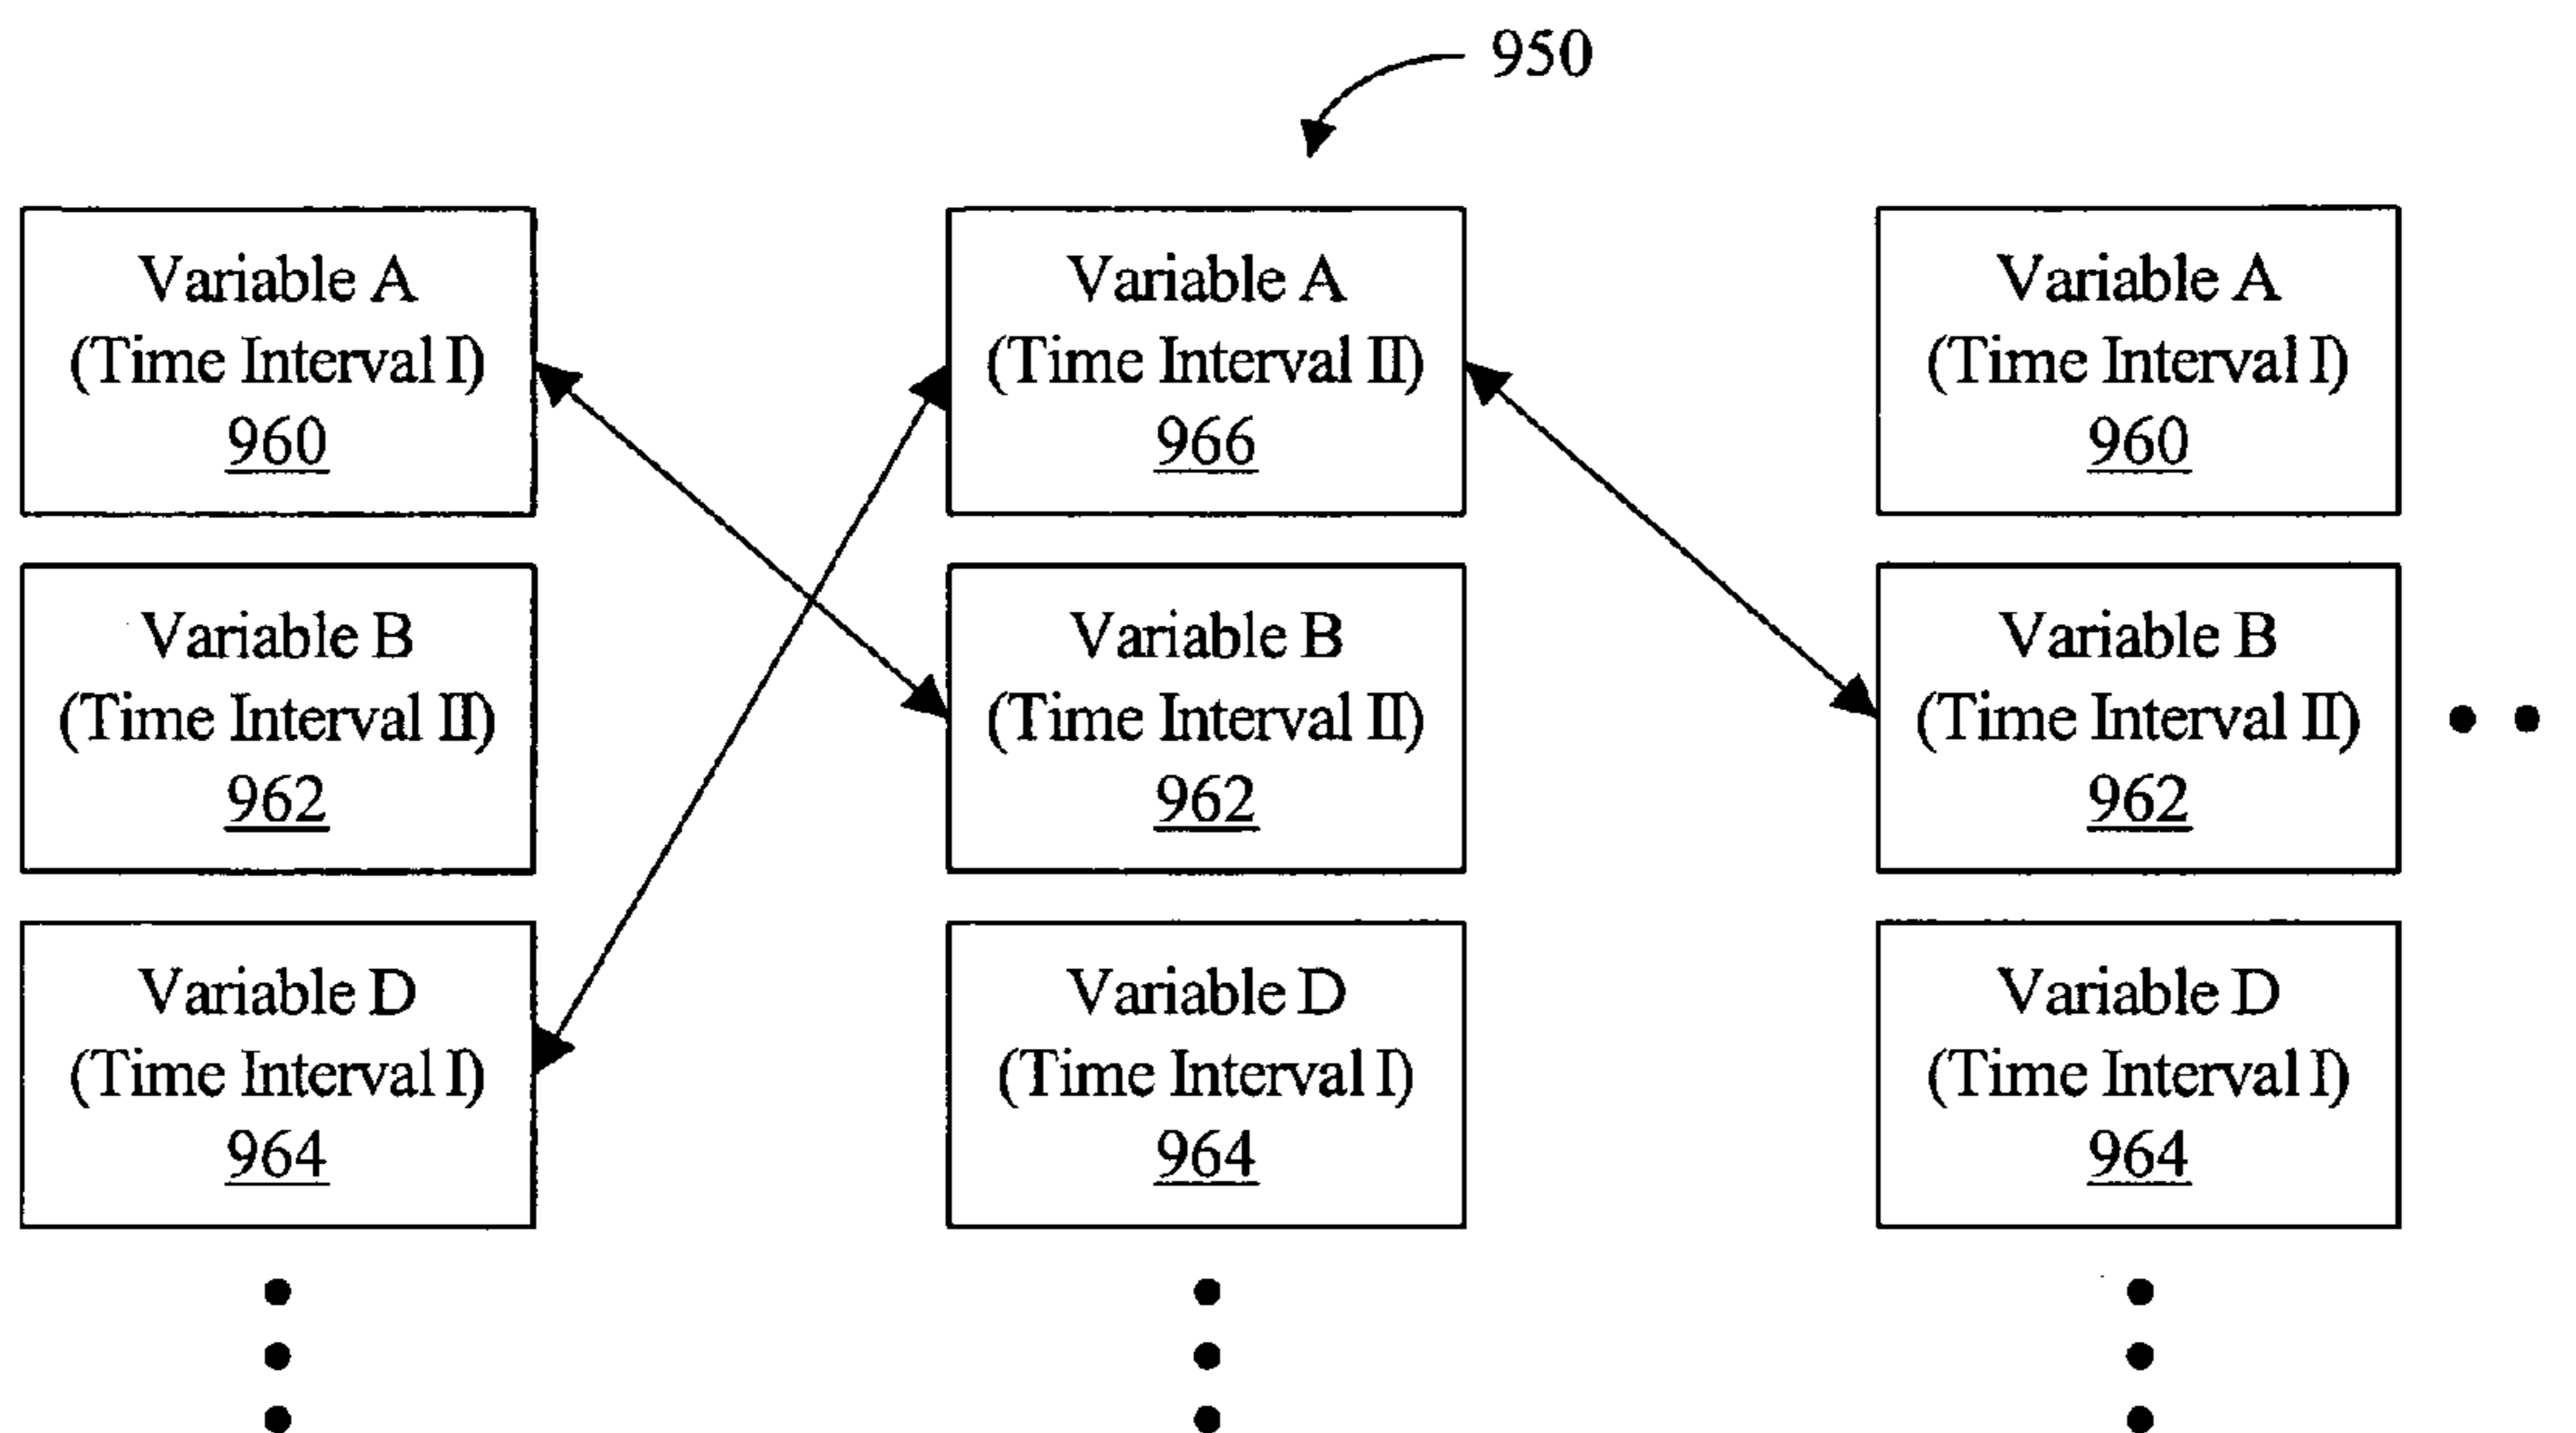 950
Variable A
(Time Interval I)
960
Variable A
(Time Interval II)
966
Variable A
(Time Interval I)
960
Variable B
(Time Interval II)
962
Variable B
(Time Interval II)
962
Variable B
(Time Interval II)
962
Variable D
(Time Interval I)
964
Variable D
(Time Interval I)
964
Variable D
(Time Interval I)
964